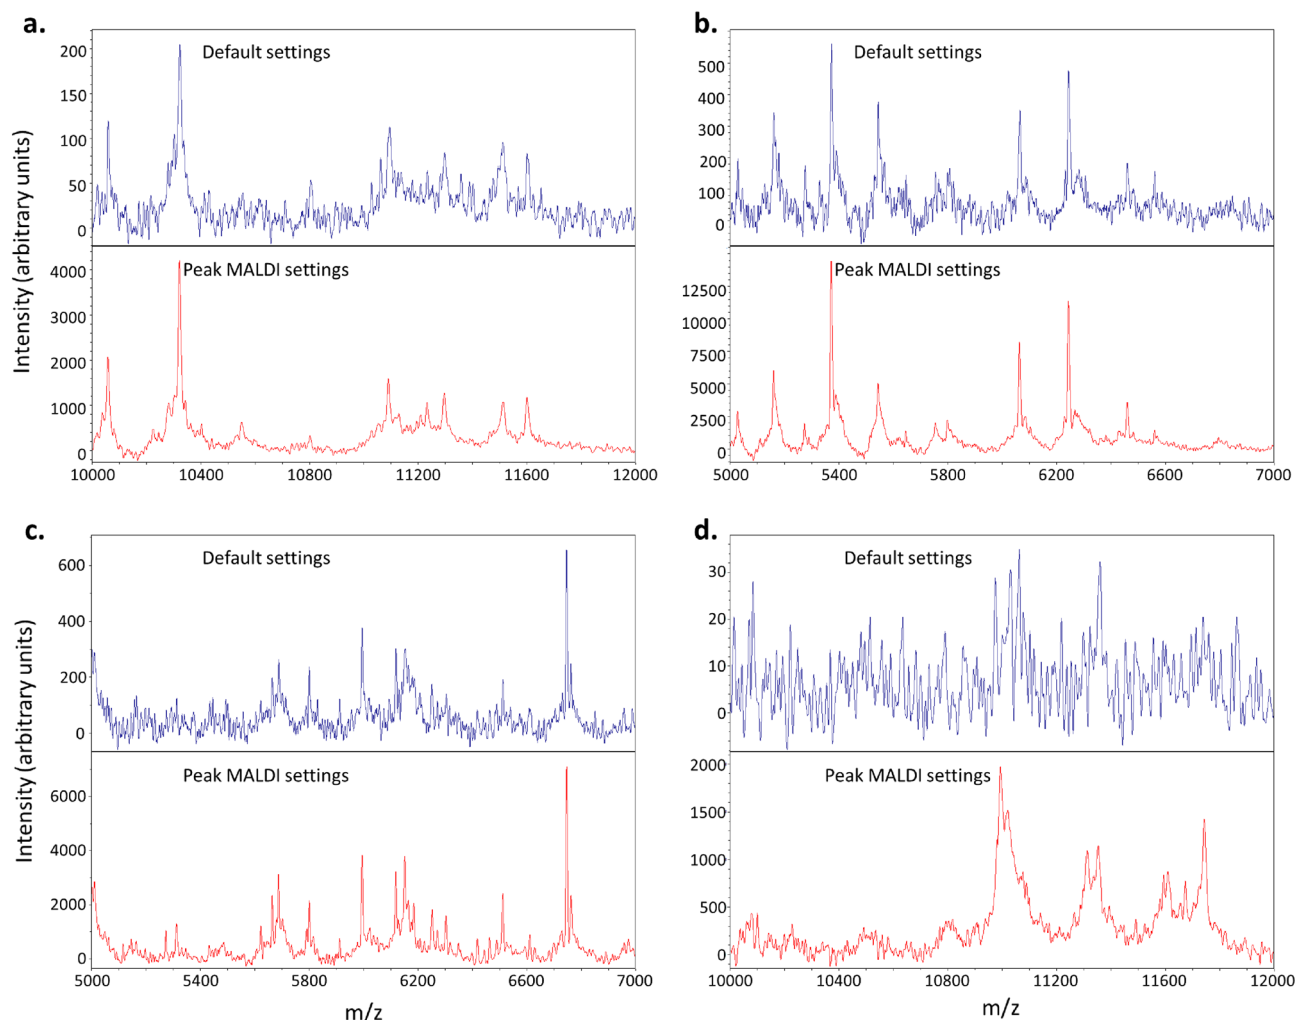 a.
Default settings
200
150
100
50
0
Peak MALDI settings
4000
3000
2000
1000
0
10000 10400 10800 11200 11600 12000
Intensity (arbitrary units)
b.
Default settings
500
400
300
200
100
0
Peak MALDI settings
12500
10000
7500
5000
2500
0
5000 5400 5800 6200 6600 7000
c.
Default settings
600
400
200
0
Peak MALDI settings
6000
4000
2000
0
5000 5400 5800 6200 6600 7000
Intensity (arbitrary units)
m/z
d.
Default settings
30
20
10
0
Peak MALDI settings
2000
1500
1000
500
0
10000 10400 10800 11200 11600 12000
m/z